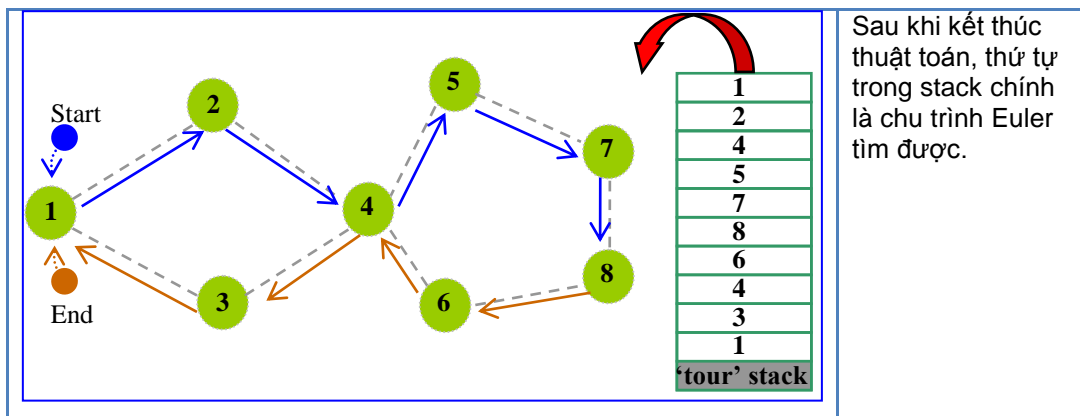 Start
1
2
3
4
5
6
7
8
End
1
2
4
5
7
8
6
4
3
1
‘tour’ stack
Sau khi kết thúc
thuật toán, thứ tự
trong stack chính
là chu trình Euler
tìm được.